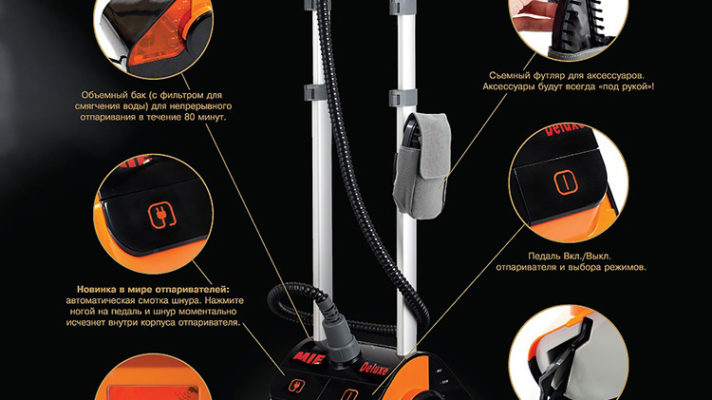 Объемный бак (с фильтром для
смягчения воды) для непрерывного
отпаривания в течение 80 минут.
Съемный футляр для аксессуаров.
Аксессуары будут всегда «под рукой»!
Deluxe
Новинка в мире отпаривателей:
автоматическая смотка шнура. Нажмите
ногой на педаль и шнур моментально
исчезнет внутри корпуса отпаривателя.
Педаль Вкл./Выкл.
отпаривателя и выбора режимов.
MIE
Deluxe